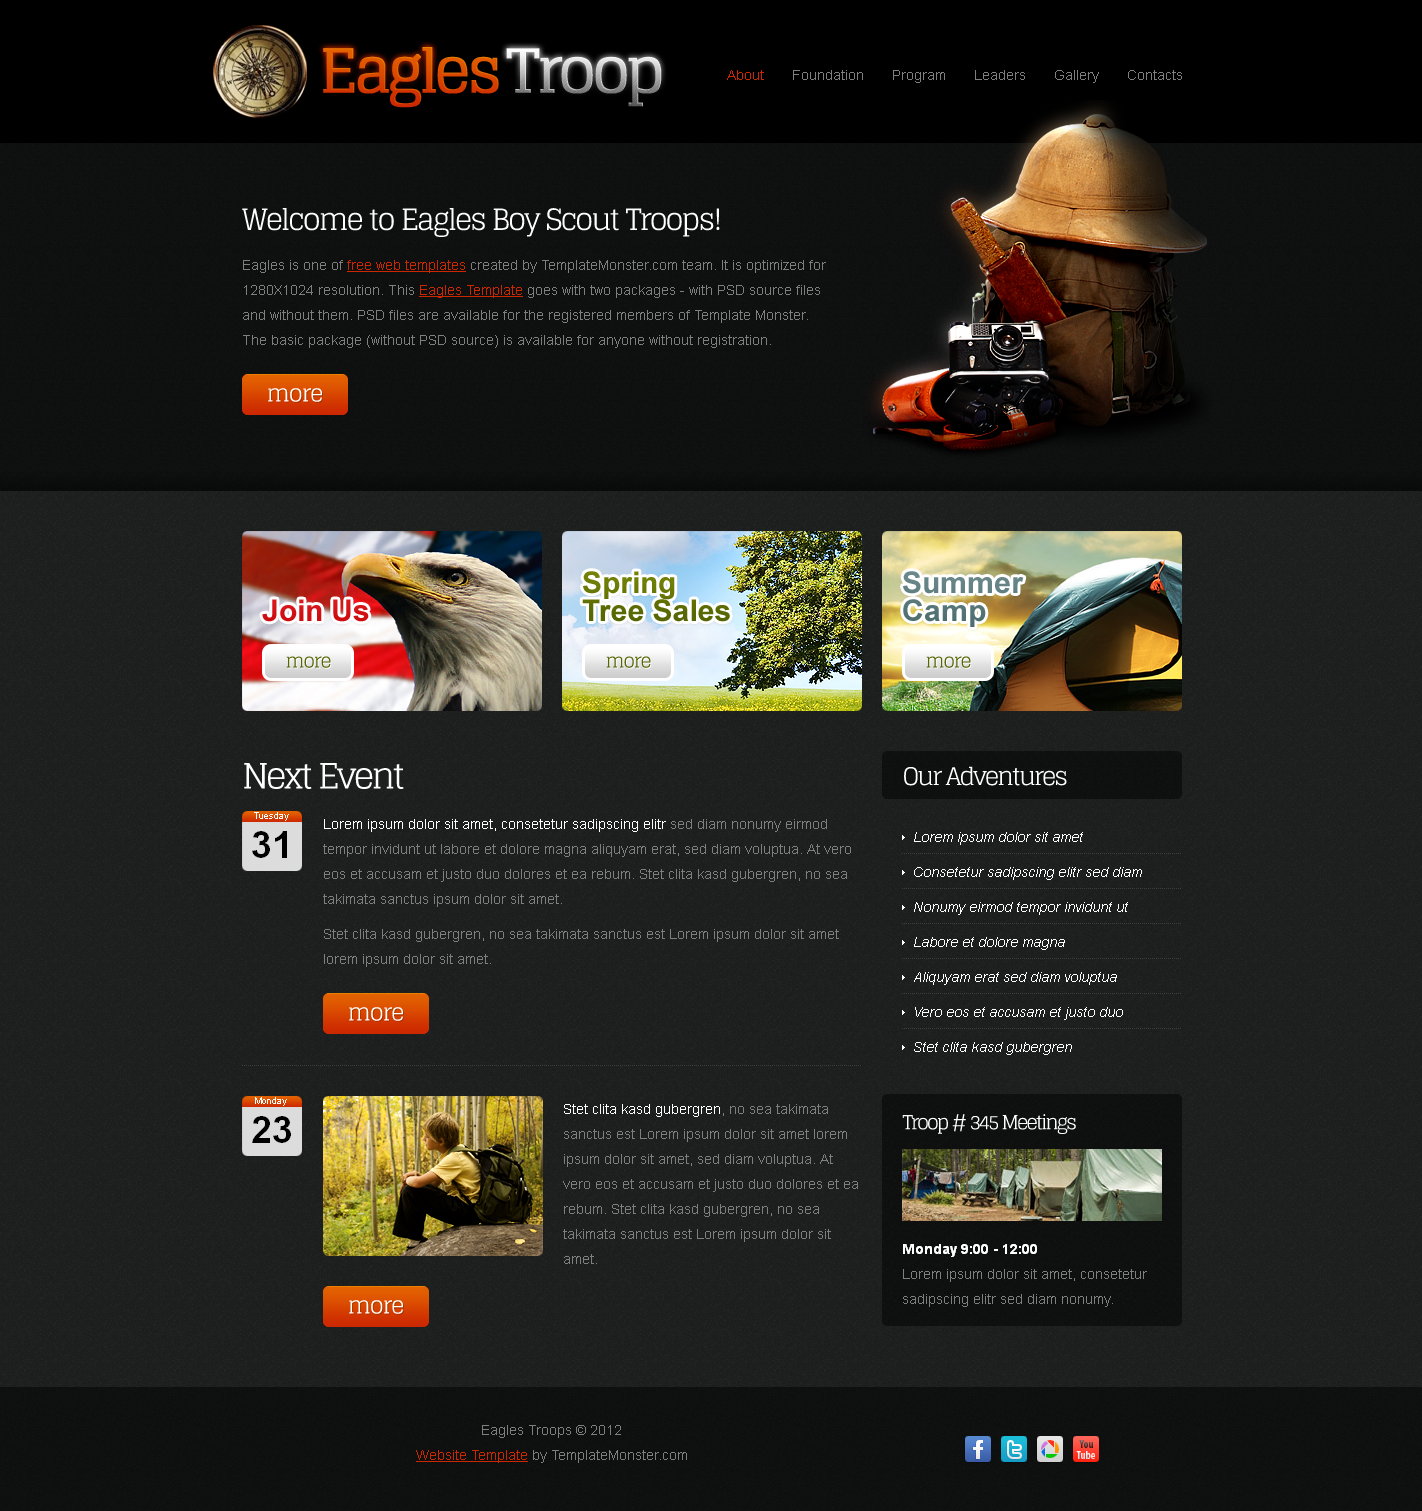 Eagles Troop
About Foundation Program Leaders Gallery Contacts
Welcome to Eagles Boy Scout Troops!
Eagles is one of free web templates created by TemplateMonster.com team. It is optimized for
1280X1024 resolution. This Eagles Template goes with two packages - with PSD source files
and without them. PSD files are available for the registered members of Template Monster.
The basic package (without PSD source) is available for anyone without registration.
more
Join Us
more
Spring
Tree Sales
more
Summer
Camp
more
Next Event
Tuesday
31
Lorem ipsum dolor sit amet, consetetur sadipscing elitr sed diam nonumy eirmod
tempor invidunt ut labore et dolore magna aliquyam erat, sed diam voluptua. At vero
eos et accusam et justo duo dolores et ea rebum. Stet clita kasd gubergren, no sea
takimata sanctus ipsum dolor sit amet.
Stet clita kasd gubergren, no sea takimata sanctus est Lorem ipsum dolor sit amet
lorem ipsum dolor sit amet.
more
Monday
23
Stet clita kasd gubergren, no sea takimata
sanctus est Lorem ipsum dolor sit amet lorem
ipsum dolor sit amet, sed diam voluptua. At
vero eos et accusam et justo duo dolores et ea
rebum. Stet clita kasd gubergren, no sea
takimata sanctus est Lorem ipsum dolor sit
amet.
more
Our Adventures
Lorem ipsum dolor sit amet
Consetetur sadipscing elitr sed diam
Nonumy eirmod tempor invidunt ut
Labore et dolore magna
Aliquyam erat sed diam voluptua
Vero eos et accusam et justo duo
Stet clita kasd gubergren
Troop # 345 Meetings
Monday 9:00 - 12:00
Lorem ipsum dolor sit amet, consetetur
sadipscing elitr sed diam nonumy.
Eagles Troops © 2012
Website Template by TemplateMonster.com
You
Tube